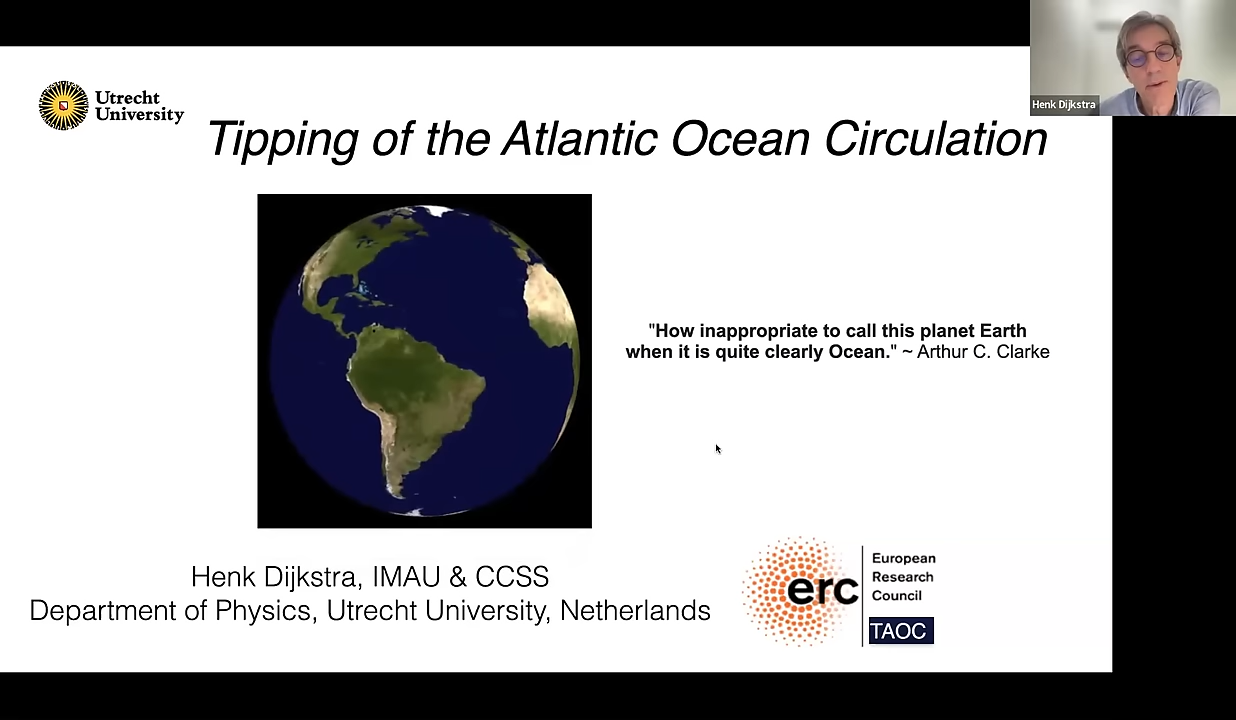 Henk Dijkstra
Utrecht
University
Tipping of the Atlantic Ocean Circulation
"How inappropriate to call this planet Earth
when it is quite clearly Ocean." ~ Arthur C. Clarke
Henk Dijkstra, IMAU & CCSS
Department of Physics, Utrecht University, Netherlands
erc
European
Research
Council
TAOC